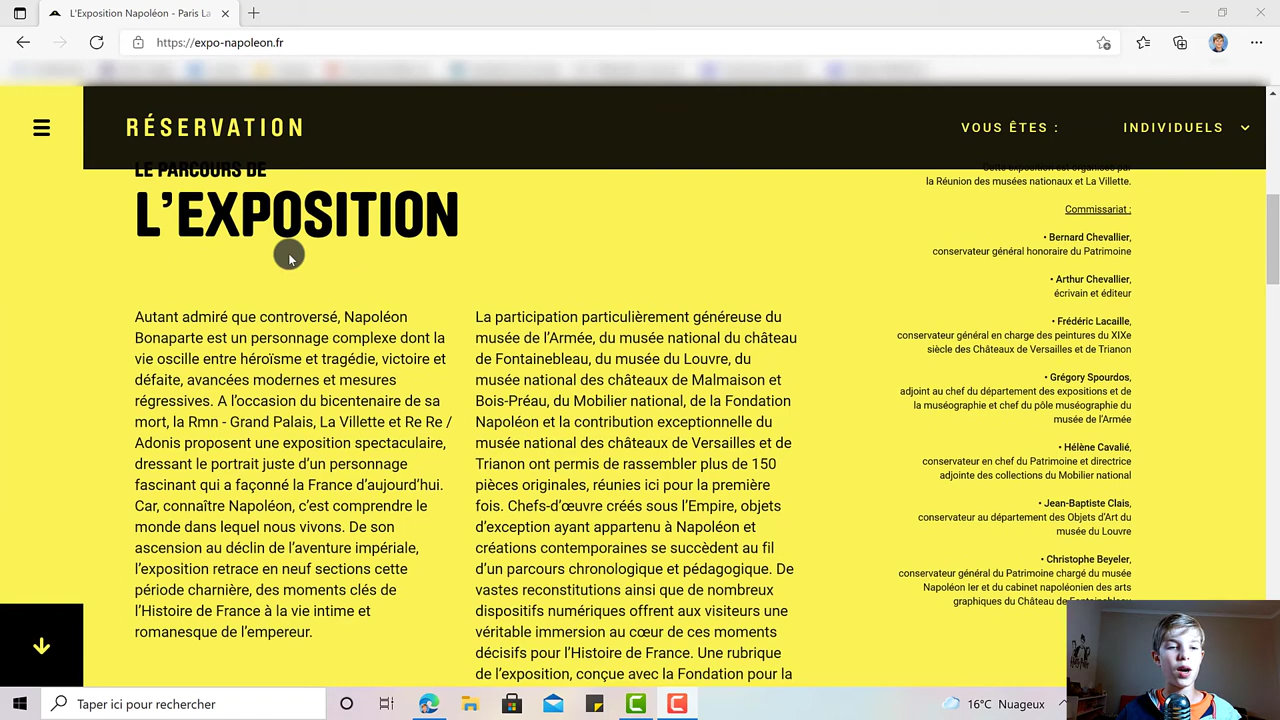 L'Exposition Napoléon - Paris La
https://expo-napoleon.fr
RÉSERVATION
VOUS ÊTES :
INDIVIDUELS
LE PARCOURS DE
L'EXPOSITION
Autant admiré que controversé, Napoléon
Bonaparte est un personnage complexe dont la
vie oscille entre héroïsme et tragédie, victoire et
défaite, avancées modernes et mesures
régressives. A l'occasion du bicentenaire de sa
mort, la Rmn - Grand Palais, La Villette et Re Re /
Adonis proposent une exposition spectaculaire,
dressant le portrait juste d'un personnage
fascinant qui a façonné la France d'aujourd'hui.
Car, connaître Napoléon, c'est comprendre le
monde dans lequel nous vivons. De son
ascension au déclin de l'aventure impériale,
l'exposition retrace en neuf sections cette
période charnière, des moments clés de
l'Histoire de France à la vie intime et
romanesque de l'empereur.
La participation particulièrement généreuse du
musée de l'Armée, du musée national du château
de Fontainebleau, du musée du Louvre, du
musée national des châteaux de Malmaison et
Bois-Préau, du Mobilier national, de la Fondation
Napoléon et la contribution exceptionnelle du
musée national des châteaux de Versailles et de
Trianon ont permis de rassembler plus de 150
pièces originales, réunies ici pour la première
fois. Chefs-d'œuvre créés sous l'Empire, objets
d'exception ayant appartenu à Napoléon et
créations contemporaines se succèdent au fil
d'un parcours chronologique et pédagogique. De
vastes reconstitutions ainsi que de nombreux
dispositifs numériques offrent aux visiteurs une
véritable immersion au cœur de ces moments
décisifs pour l'Histoire de France. Une rubrique
de l'exposition, conçue avec la Fondation pour la
Cette exposition est organisée par
la Réunion des musées nationaux et La Villette.
Commissariat :
• Bernard Chevallier,
conservateur général honoraire du Patrimoine
• Arthur Chevallier,
écrivain et éditeur
• Frédéric Lacaille,
conservateur général en charge des peintures du XIXe
siècle des Châteaux de Versailles et de Trianon
• Grégory Spourdos,
adjoint au chef du département des expositions et de
la muséographie et chef du pôle muséographie du
musée de l'Armée
• Hélène Cavalié,
conservateur en chef du Patrimoine et directrice
adjointe des collections du Mobilier national
• Jean-Baptiste Clais,
conservateur au département des Objets d'Art du
musée du Louvre
• Christophe Beyeler,
conservateur général du Patrimoine chargé du musée
Napoléon Ier et du cabinet napoléonien des arts
graphiques du Château de Fontainebleau
Taper ici pour rechercher
16°C Nuageux